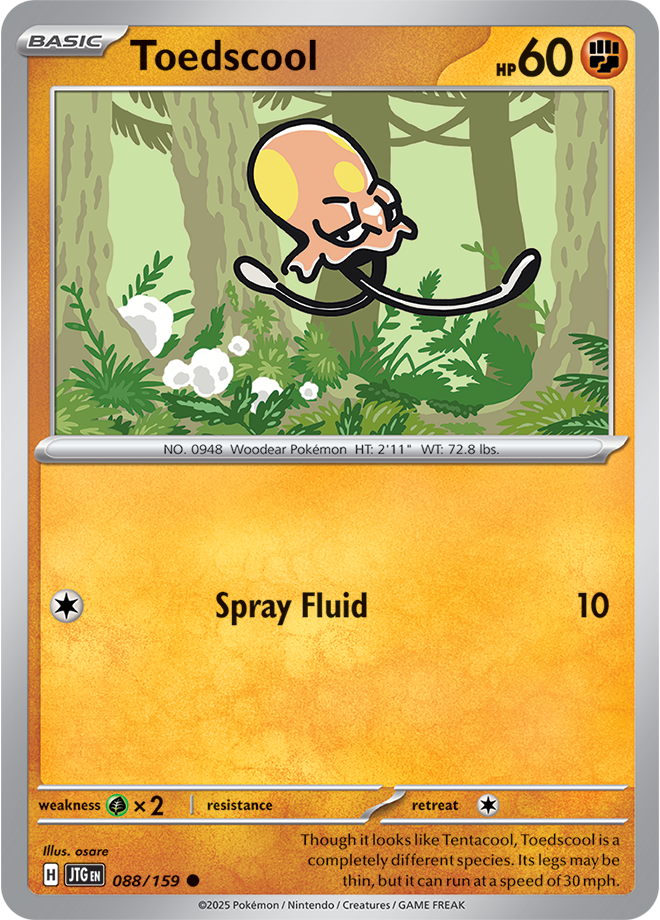 BASIC
Toedscool
HP 60
NO. 0948 Woodear Pokémon HT: 2'11" WT: 72.8 lbs.
Spray Fluid 10
weakness ×2 resistance retreat
Illus. osare
Though it looks like Tentacool, Toedscool is a
completely different species. Its legs may be
thin, but it can run at a speed of 30 mph.
H JTG EN 088/159
©2025 Pokémon / Nintendo / Creatures / GAME FREAK